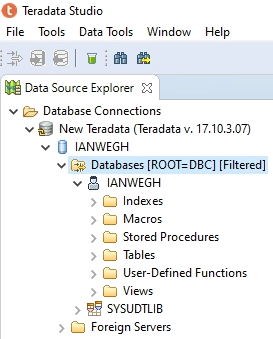 Teradata Studio
File Tools Data Tools Window Help
Data Source Explorer
Database Connections
New Teradata (Teradata v. 17.10.3.07)
IANWEGH
Databases [ROOT=DBC] [Filtered]
IANWEGH
Indexes
Macros
Stored Procedures
Tables
User-Defined Functions
Views
SYSUDTLIB
Foreign Servers